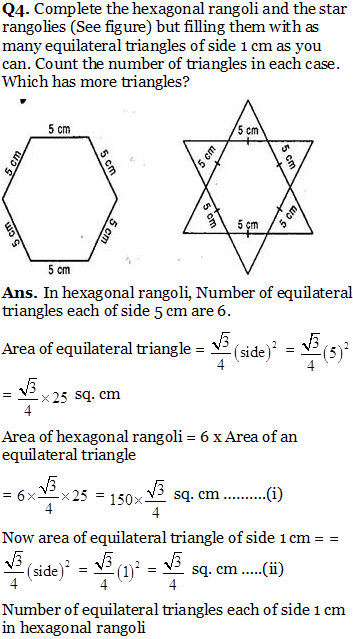 Q4. Complete the hexagonal rangoli and the star
rangolies (See figure) but filling them with as
many equilateral triangles of side 1 cm as you
can. Count the number of triangles in each case.
Which has more triangles?
5 cm 5 cm
5 cm 5 cm 5 cm 5 cm
5 cm 5 cm 5 cm 5 cm
5 cm 5 cm
Ans. In hexagonal rangoli, Number of equilateral
triangles each of side 5 cm are 6.
Area of equilateral triangle = √3/4 (side)² = √3/4 (5)²
= √3/4 × 25 sq. cm
Area of hexagonal rangoli = 6 x Area of an
equilateral triangle
= 6 × √3/4 × 25 = 150 × √3/4 sq. cm ..........(i)
Now area of equilateral triangle of side 1 cm = =
√3/4 (side)² = √3/4 (1)² = √3/4 sq. cm .....(ii)
Number of equilateral triangles each of side 1 cm
in hexagonal rangoli